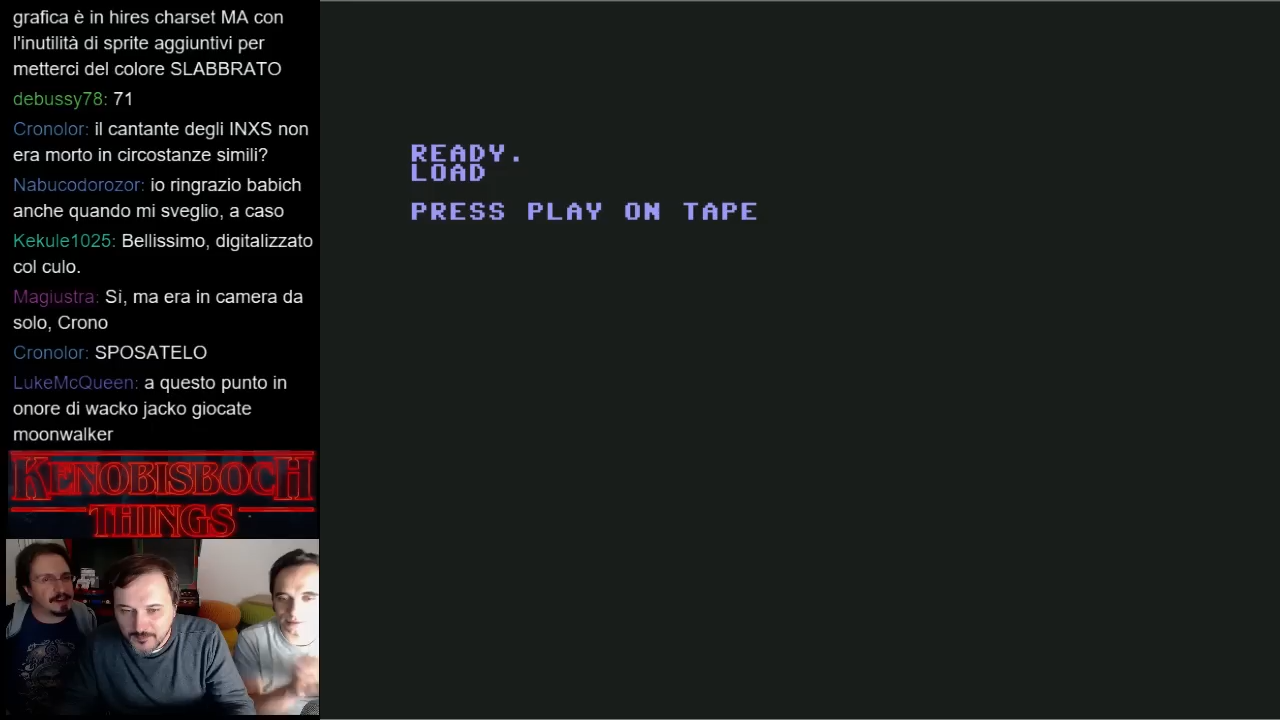 grafica è in hires charset MA con
l'inutilità di sprite aggiuntivi per
metterci del colore SLABBRATO
debussy78: 71
Cronolor: il cantante degli INXS non
era morto in circostanze simili?
Nabucodorozor: io ringrazio babich
anche quando mi sveglio, a caso
Kekule1025: Bellissimo, digitalizzato
col culo.
Magiustra: Si, ma era in camera da
solo, Crono
Cronolor: SPOSATELO
LukeMcQueen: a questo punto in
onore di wacko jacko giocate
moonwalker
KENOBISBOCH
THINGS
READY.
LOAD
PRESS PLAY ON TAPE